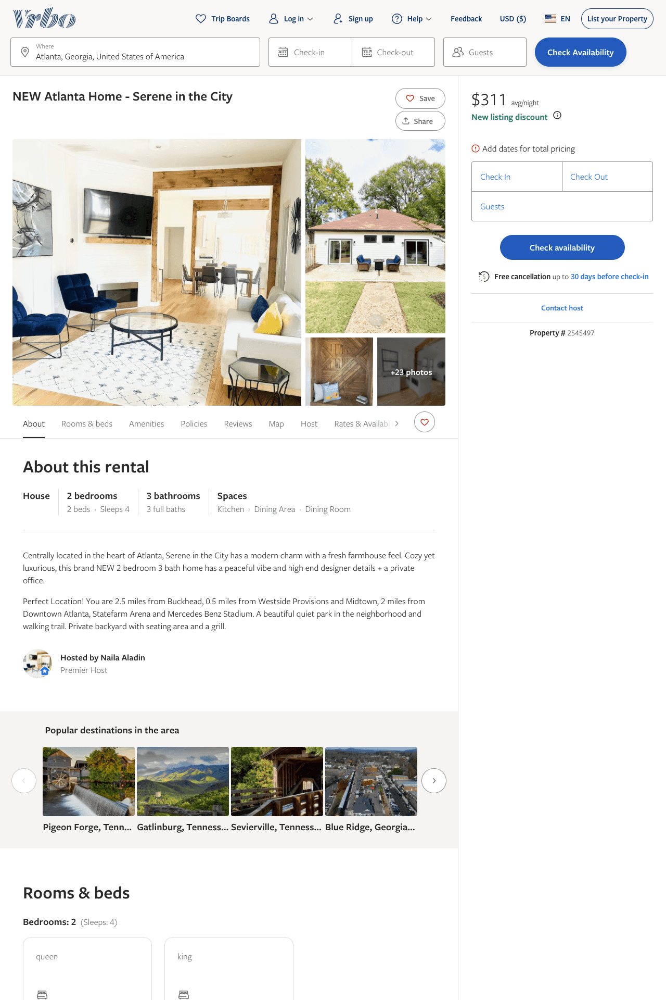 Vrbo
Trip Boards
Log in
Sign up
Help
Feedback
USD ($)
EN
List your Property
Where
Atlanta, Georgia, United States of America
Check-in
Check-out
Guests
Check Availability
NEW Atlanta Home - Serene in the City
Save
Share
$311 avg/night
New listing discount
Add dates for total pricing
Check In
Check Out
Guests
Check availability
Free cancellation up to 30 days before check-in
Contact host
Property # 2545497
+23 photos
About
Rooms & beds
Amenities
Policies
Reviews
Map
Host
Rates & Availabili
About this rental
House
2 bedrooms
2 beds · Sleeps 4
3 bathrooms
3 full baths
Spaces
Kitchen · Dining Area · Dining Room
Centrally located in the heart of Atlanta, Serene in the City has a modern charm with a fresh farmhouse feel. Cozy yet
luxurious, this brand NEW 2 bedroom 3 bath home has a peaceful vibe and high end designer details + a private
office.
Perfect Location! You are 2.5 miles from Buckhead, 0.5 miles from Westside Provisions and Midtown, 2 miles from
Downtown Atlanta, Statefarm Arena and Mercedes Benz Stadium. A beautiful quiet park in the neighborhood and
walking trail. Private backyard with seating area and a grill.
Hosted by Naila Aladin
Premier Host
Popular destinations in the area
Pigeon Forge, Tenn...
Gatlinburg, Tenness...
Sevierville, Tenness...
Blue Ridge, Georgia...
Rooms & beds
Bedrooms: 2 (Sleeps: 4)
queen
king